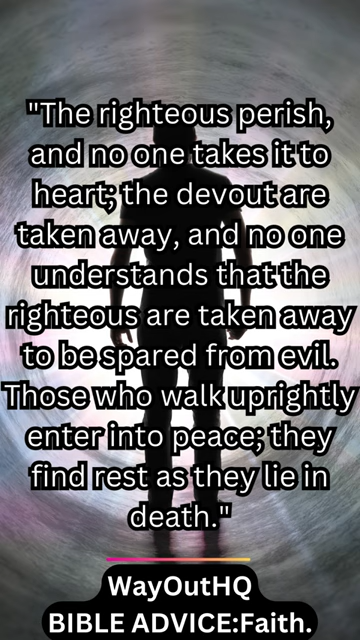 "The righteous perish,
and no one takes it to
heart; the devout are
taken away, and no one
understands that the
righteous are taken away
to be spared from evil.
Those who walk uprightly
enter into peace; they
find rest as they lie in
death."
WayOutHQ
BIBLE ADVICE:Faith.